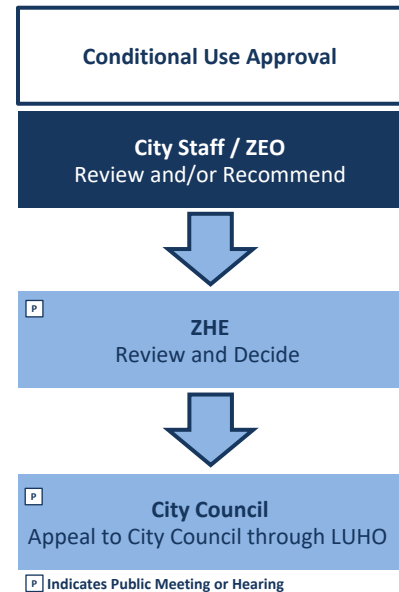 Conditional Use Approval
City Staff / ZEO
Review and/or Recommend
P
ZHE
Review and Decide
P
City Council
Appeal to City Council through LUHO
P Indicates Public Meeting or Hearing